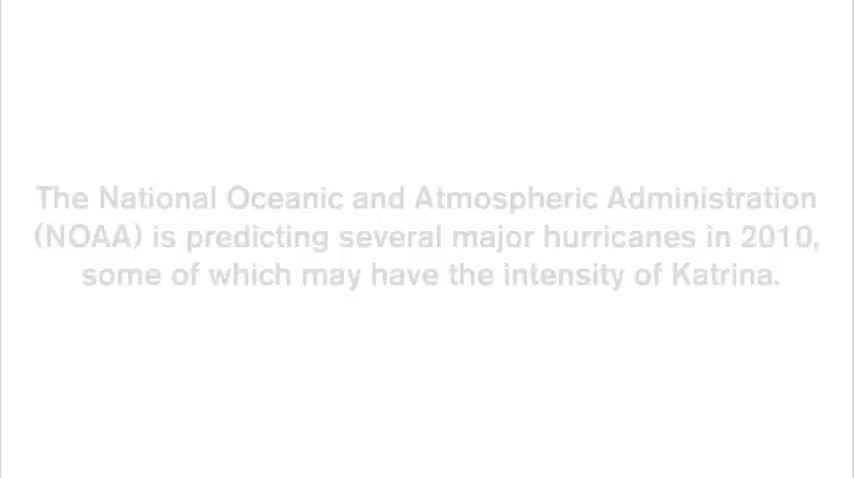 The National Oceanic and Atmospheric Administration
(NOAA) is predicting several major hurricanes in 2010,
some of which may have the intensity of Katrina.